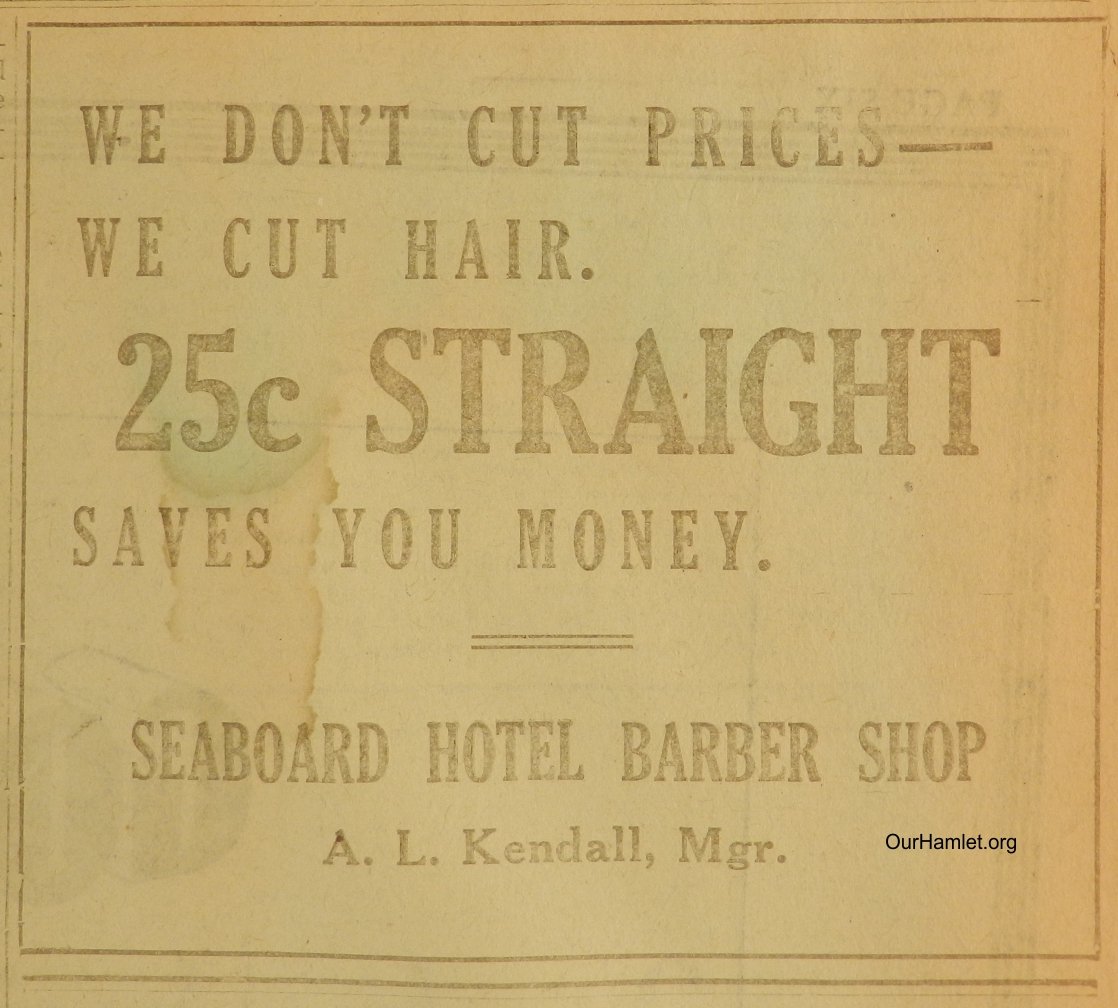 WE DON'T CUT PRICES—
WE CUT HAIR.
25c STRAIGHT
SAVES YOU MONEY.
SEABOARD HOTEL BARBER SHOP
A. L. Kendall, Mgr.
OurHamlet.org